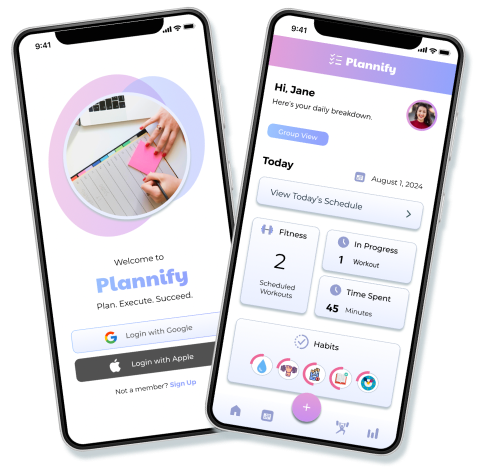 9:41
Welcome to
Plannify
Plan. Execute. Succeed.
Login with Google
Login with Apple
Not a member? Sign Up
9:41
Plannify
Hi, Jane
Here's your daily breakdown.
Group View
Today
August 1, 2024
View Today's Schedule
Fitness
2
Scheduled
Workouts
In Progress
1 Workout
Time Spent
45 Minutes
Habits
+